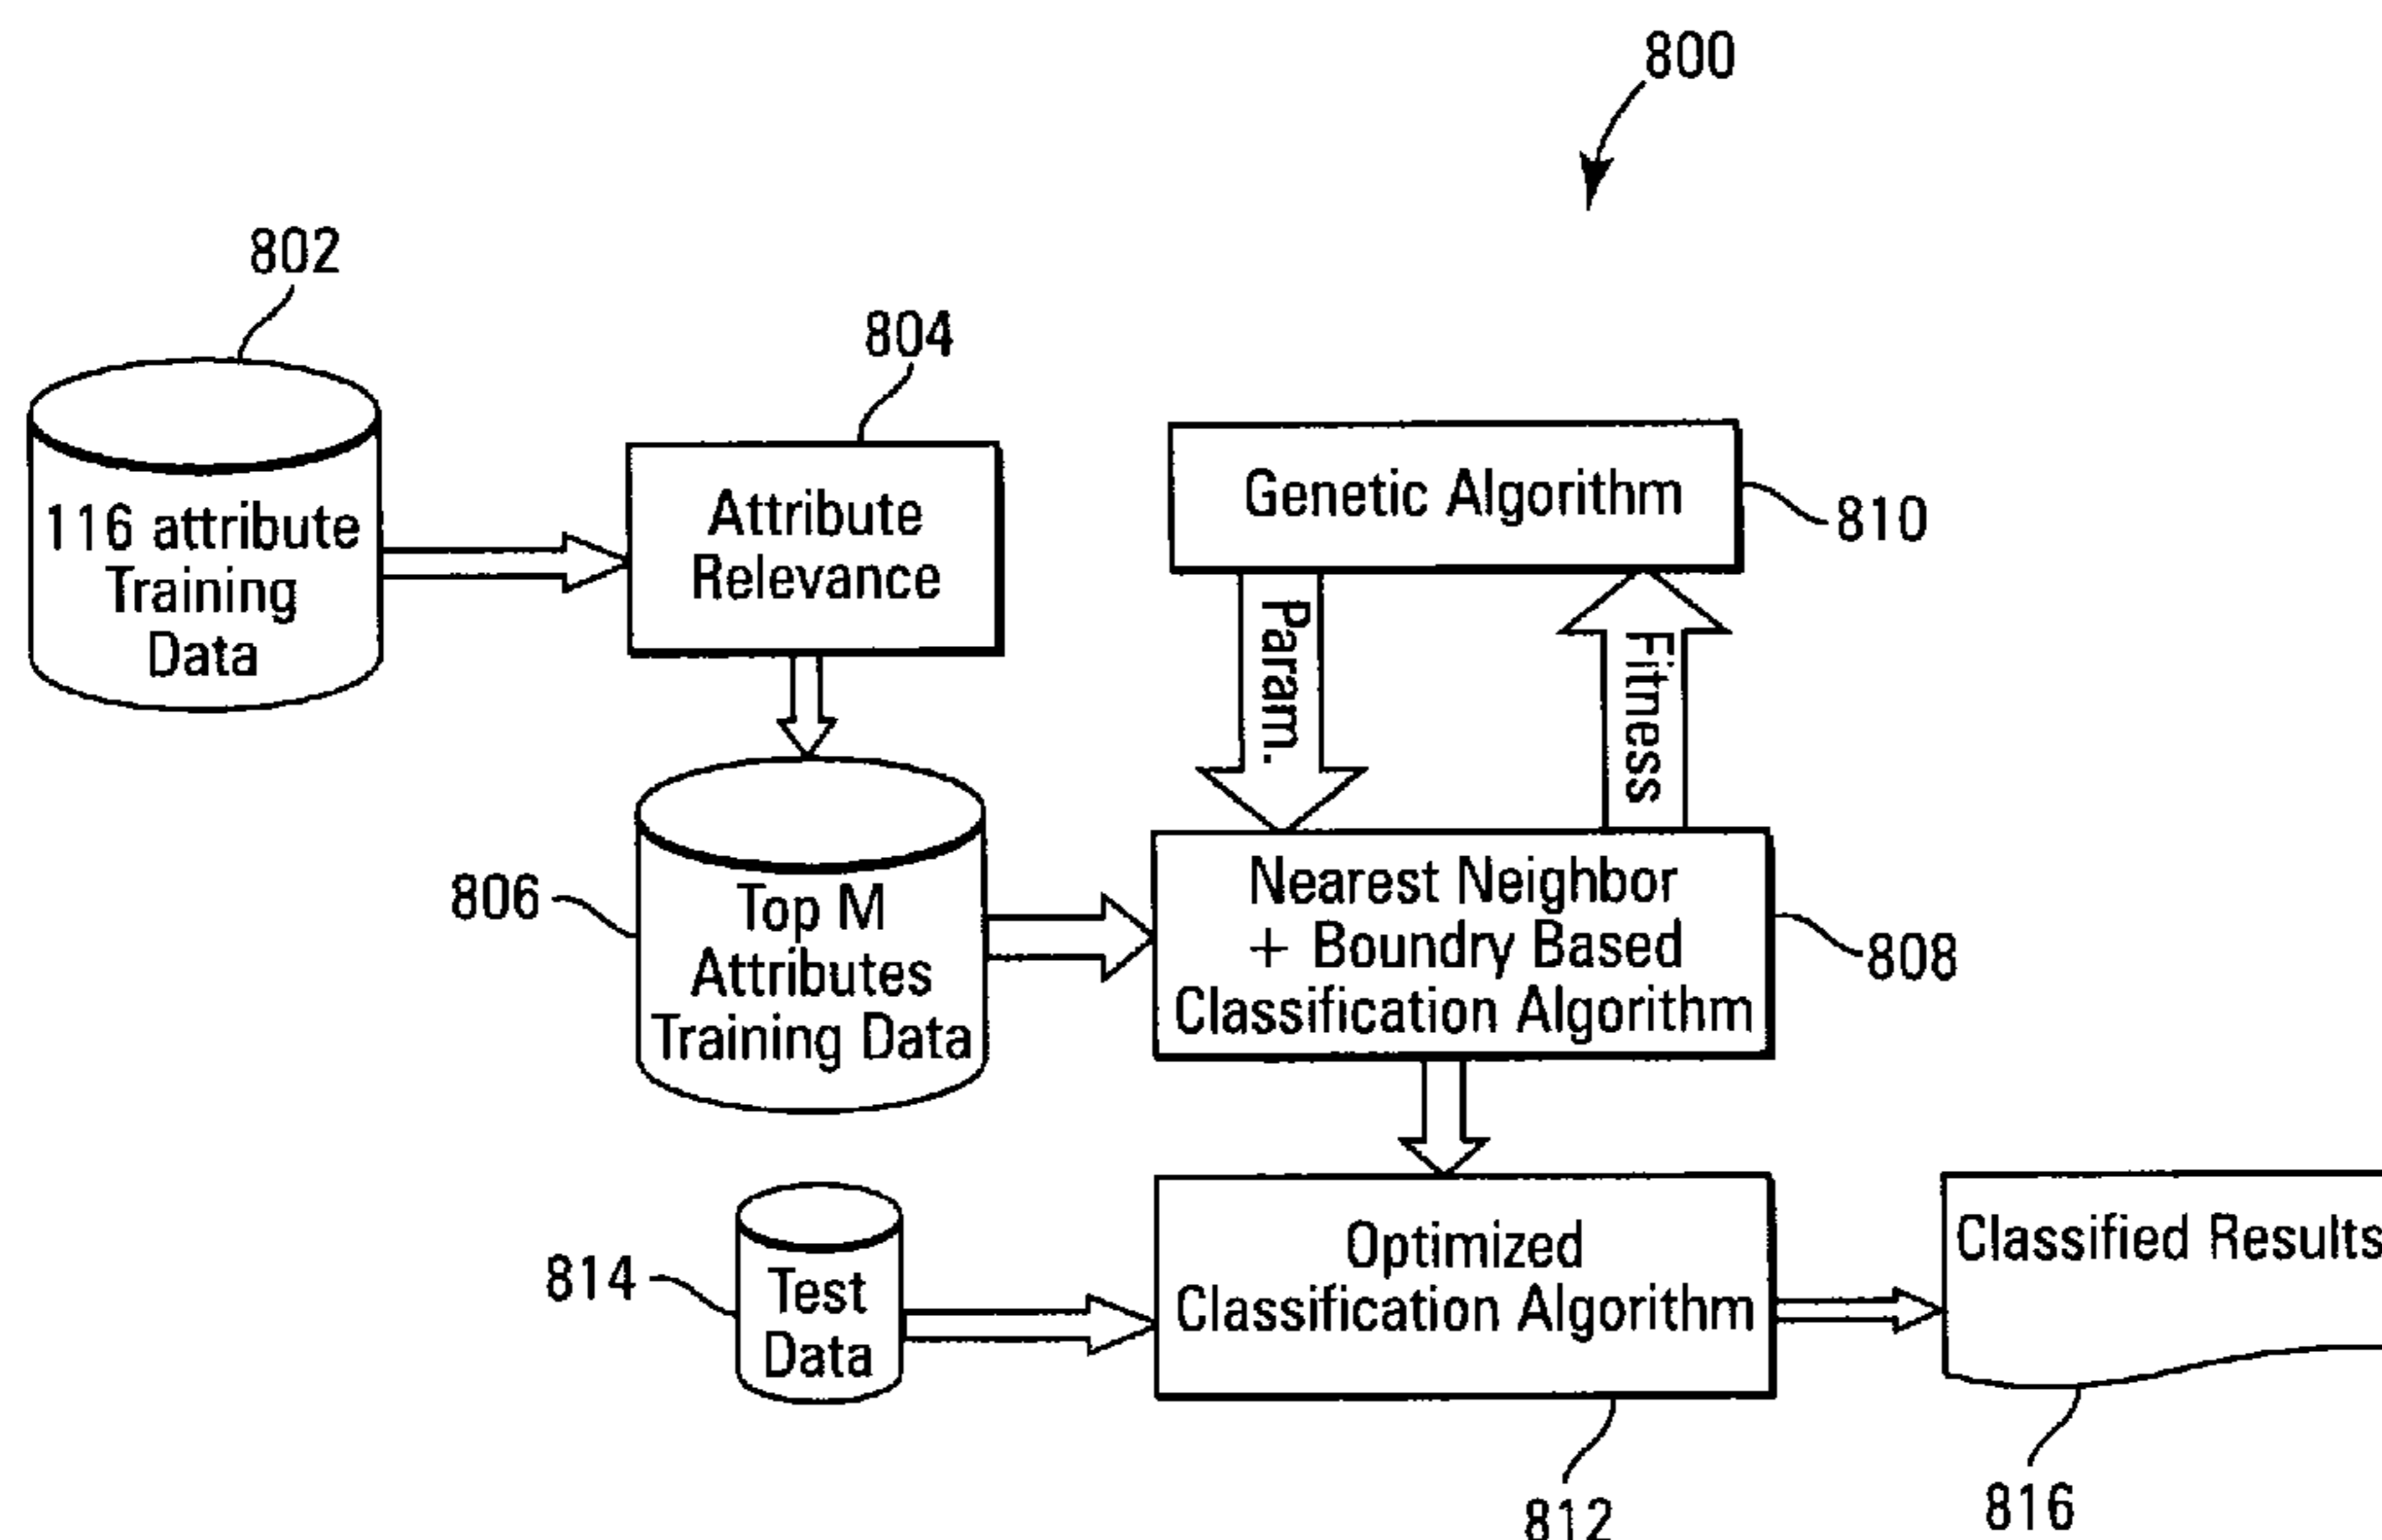 800
802
116 attribute
Training
Data
804
Attribute
Relevance
Genetic Algorithm
810
Param.
Fitness
806
Top M
Attributes
Training Data
Nearest Neighbor
+ Boundry Based
Classification Algorithm
808
814
Test
Data
Optimized
Classification Algorithm
Classified Results
812
816